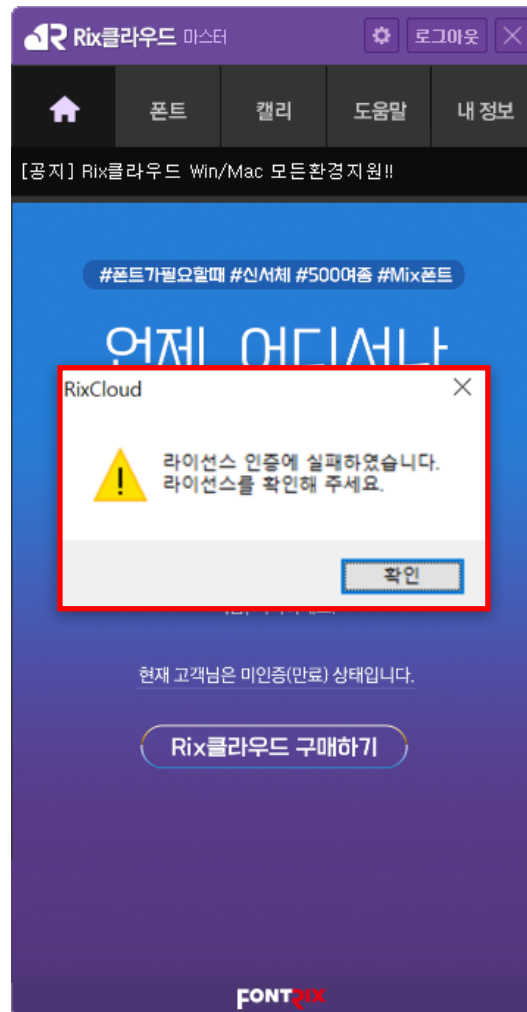 Rix클라우드 마스터
로그아웃
폰트
캘리
도움말
내 정보
[공지] Rix클라우드 Win/Mac 모든환경지원!!
#폰트가필요할때 #신서체 #500여종 #Mix폰트
언제 어디서나
RixCloud
라이선스 인증에 실패하였습니다.
라이선스를 확인해 주세요.
확인
현재 고객님은 미인증(만료) 상태입니다.
Rix클라우드 구매하기
FONTRIX